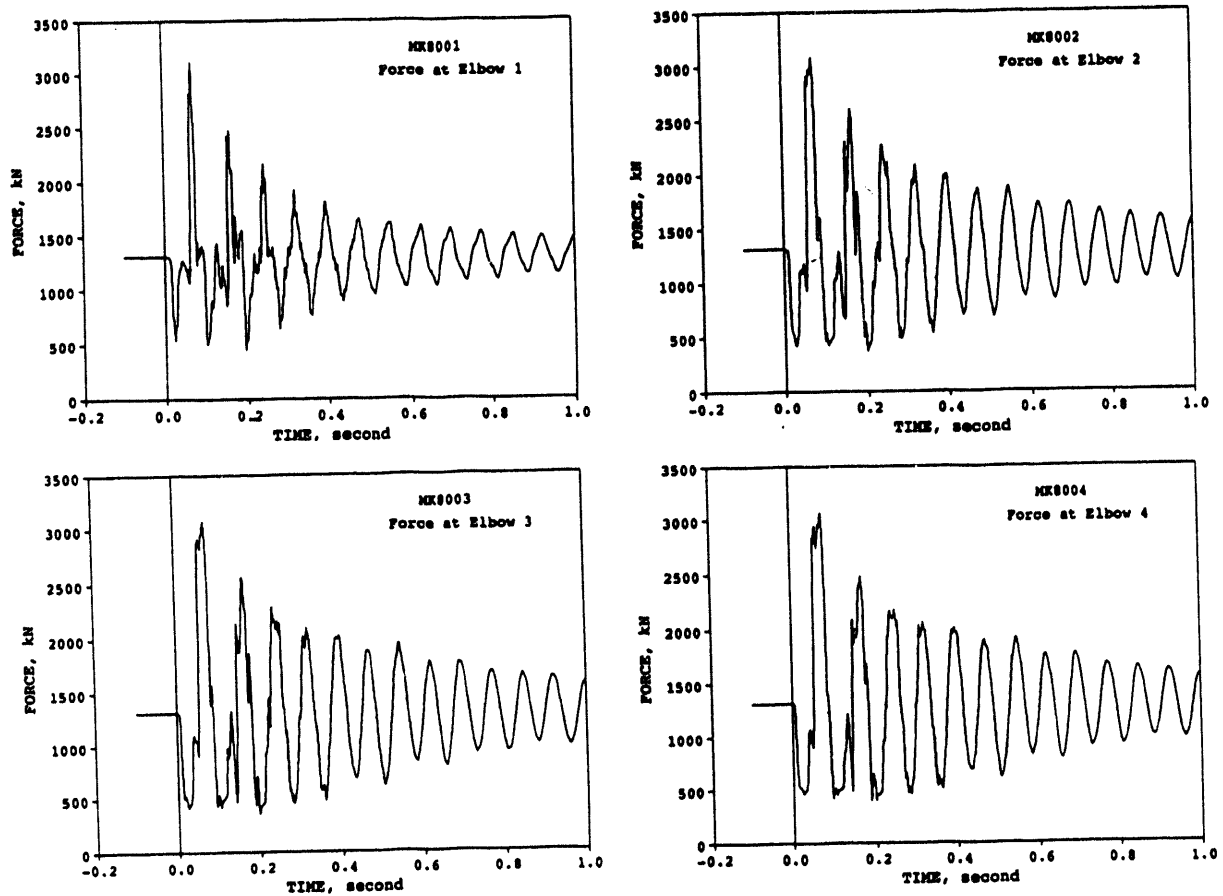 3500
3000
2500
2000
1500
1000
500
0
FORCE, kN
MK8001
Force at Elbow 1
-0.2 0.0 0.2 0.4 0.6 0.8 1.0
TIME, second
3500
3000
2500
2000
1500
1000
500
0
FORCE, kN
MK8002
Force at Elbow 2
-0.2 0.0 0.2 0.4 0.6 0.8 1.0
TIME, second
3500
3000
2500
2000
1500
1000
500
0
FORCE, kN
MK8003
Force at Elbow 3
-0.2 0.0 0.2 0.4 0.6 0.8 1.0
TIME, second
3500
3000
2500
2000
1500
1000
500
0
FORCE, kN
MK8004
Force at Elbow 4
-0.2 0.0 0.2 0.4 0.6 0.8 1.0
TIME, second